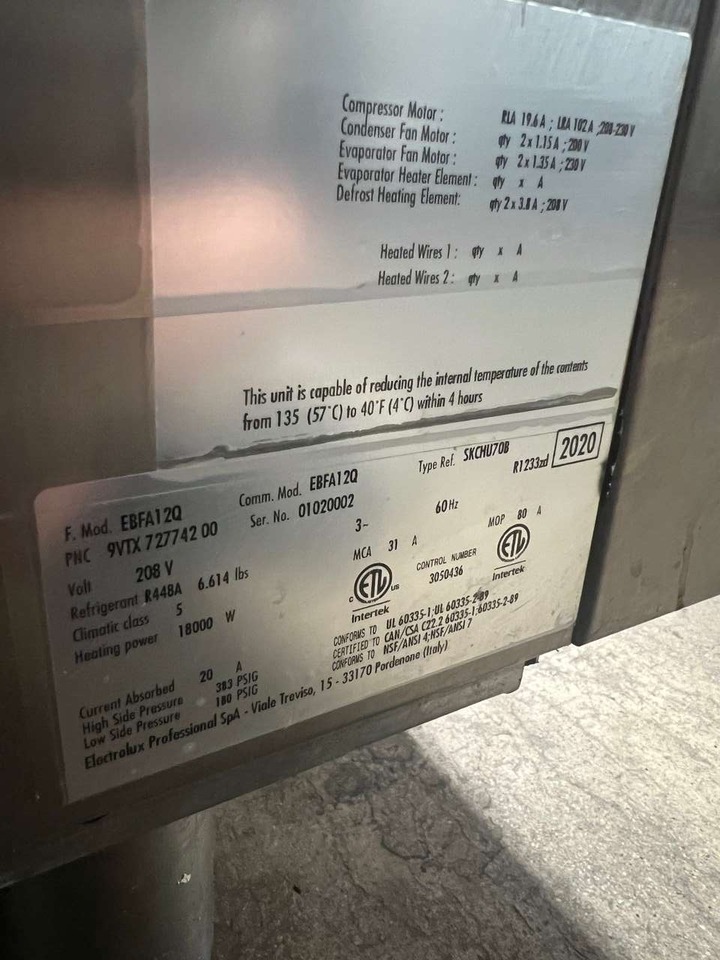 Compressor Motor : RLA 19.6 A ; LRA 102 A ,208-230 V
Condenser Fan Motor : qty 2 x 1.15 A ; 200 V
Evaporator Fan Motor : qty 2 x 1.35 A ; 230 V
Evaporator Heater Element : qty x A
Defrost Heating Element: qty 2 x 3.8 A ; 208 V
Heated Wires 1 : qty x A
Heated Wires 2 : qty x A
This unit is capable of reducing the internal temperature of the contents
from 135 (57°C) to 40°F (4°C) within 4 hours
F. Mod. EBFA12Q Comm. Mod. EBFA12Q Type Ref. SKCHU70B
PNC 9VTX 727742 00 Ser. No. 01020002 R1233zd 2020
Volt 208 V 3~ 60 Hz
Refrigerant R448A 6.614 lbs MCA 31 A MOP 80 A
Climatic class 5
Heating power 18000 W
C ETL US Intertek
CONTROL NUMBER
3050436
ETL Intertek
CONFORMS TO UL 60335-1;UL 60335-2-89
CERTIFIED TO CAN/CSA C22.2 60335-1;60335-2-89
CONFORMS TO NSF/ANSI 4;NSF/ANSI 7
Current Absorbed 20 A
High Side Pressure 383 PSIG
Low Side Pressure 180 PSIG
Electrolux Professional SpA - Viale Treviso, 15 - 33170 Pordenone (Italy)